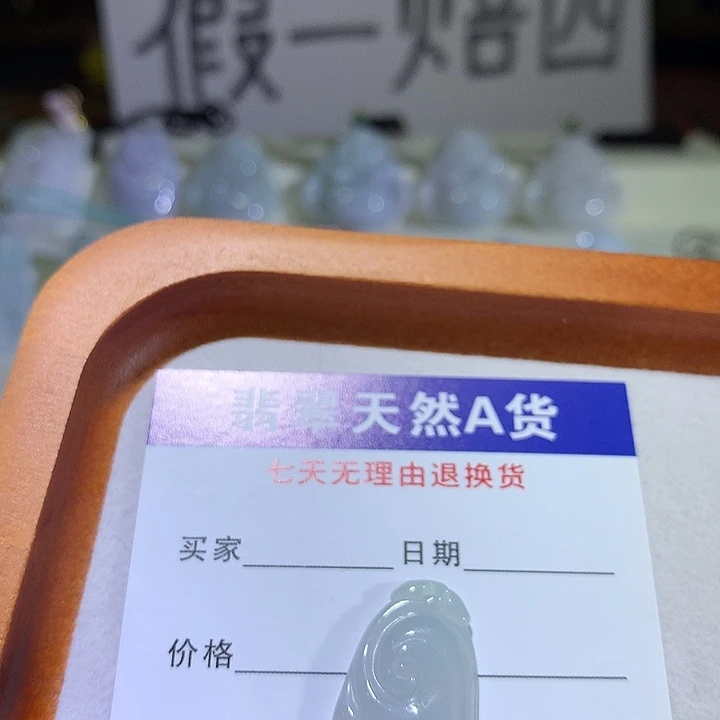 假一赔四
翡翠天然A货
七天无理由退换货
买家 日期
价格